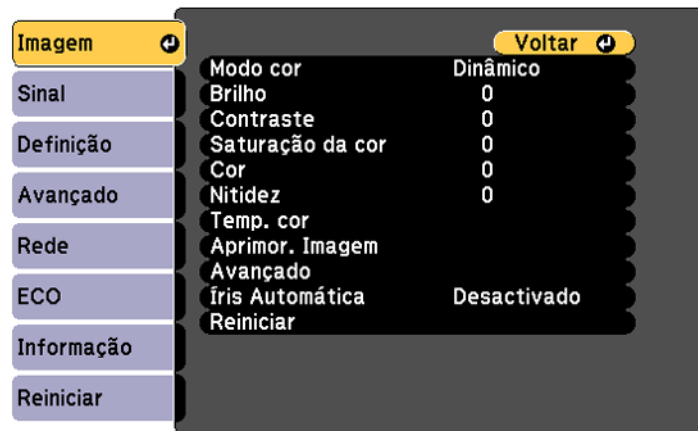 Imagem
Sinal
Definição
Avançado
Rede
ECO
Informação
Reiniciar
Voltar
Modo cor Dinâmico
Brilho 0
Contraste 0
Saturação da cor 0
Cor 0
Nitidez 0
Temp. cor
Aprimor. Imagem
Avançado
Íris Automática Desactivado
Reiniciar